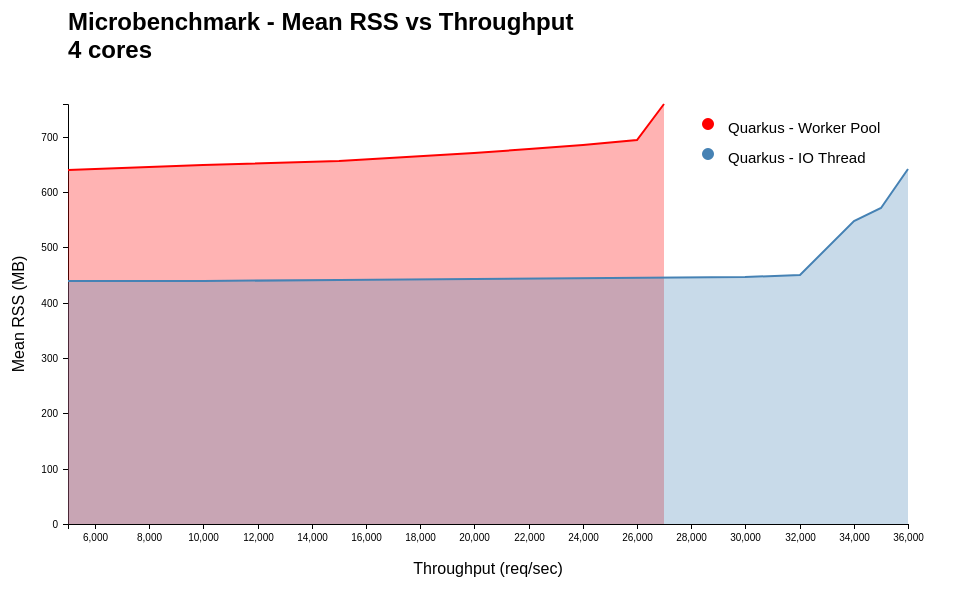 Microbenchmark - Mean RSS vs Throughput
4 cores
Quarkus - Worker Pool
Quarkus - IO Thread
Mean RSS (MB)
700
600
500
400
300
200
100
0
6,000 8,000 10,000 12,000 14,000 16,000 18,000 20,000 22,000 24,000 26,000 28,000 30,000 32,000 34,000 36,000
Throughput (req/sec)